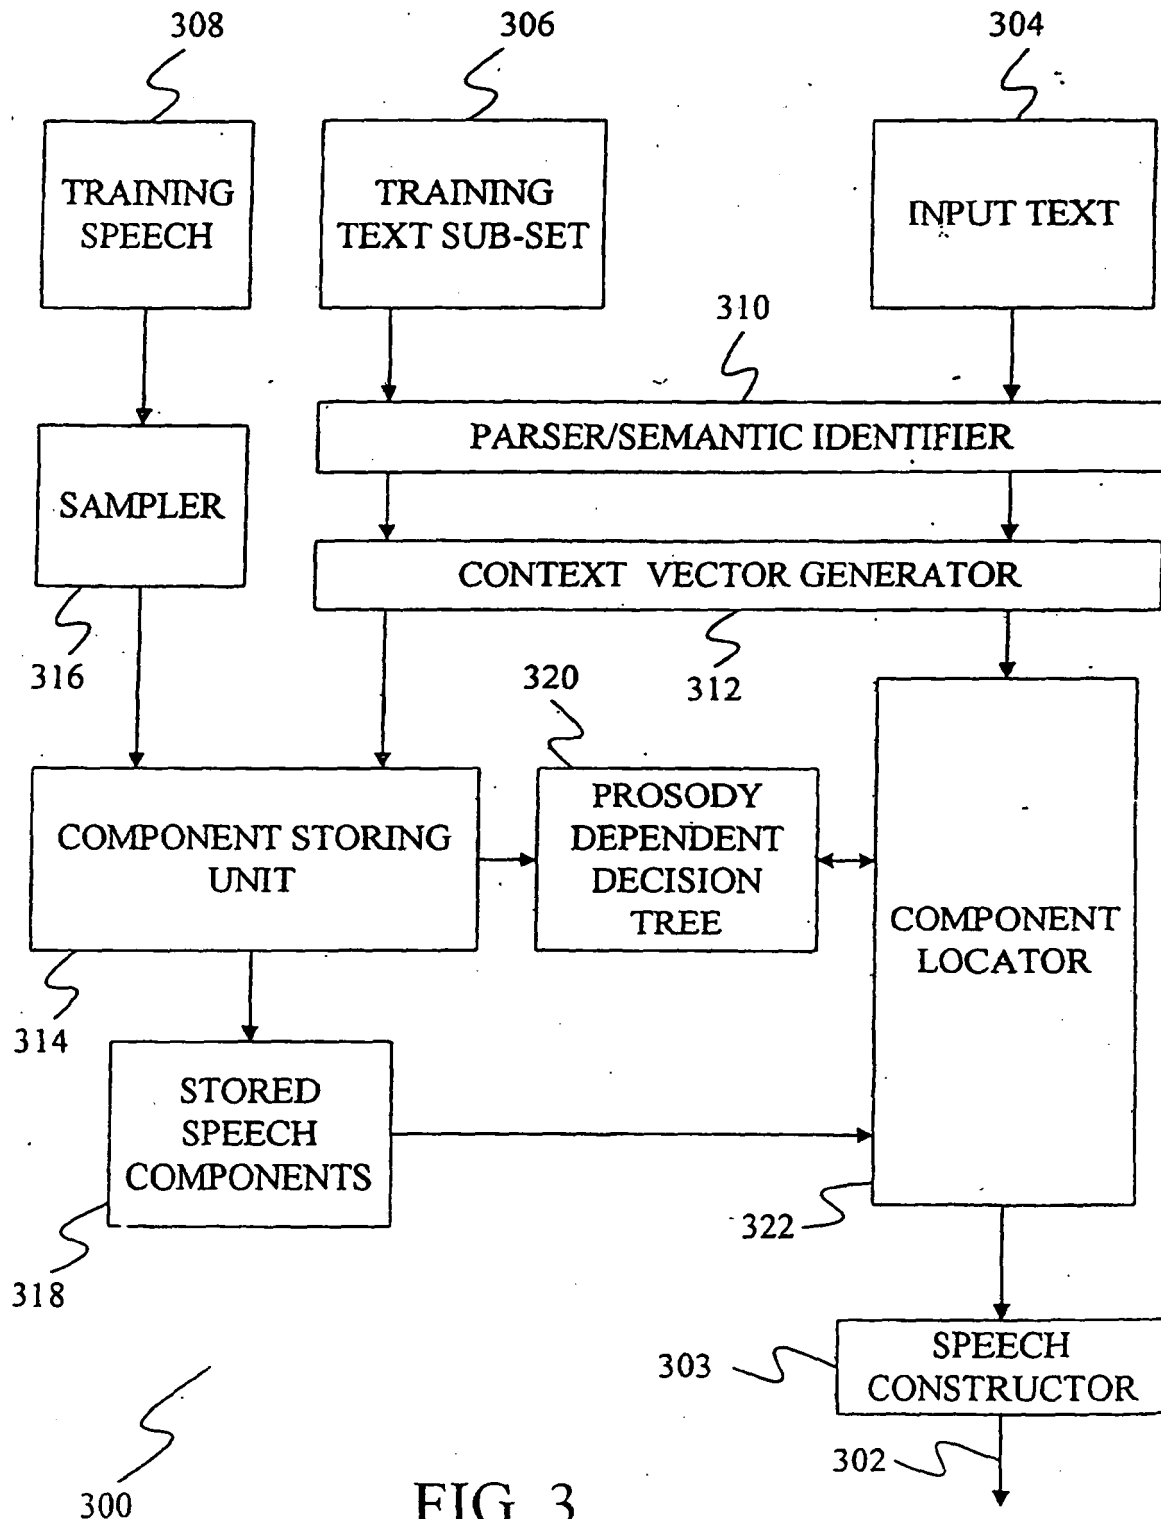 308
306
304
TRAINING
SPEECH
TRAINING
TEXT SUB-SET
INPUT TEXT
310
PARSER/SEMANTIC IDENTIFIER
SAMPLER
CONTEXT VECTOR GENERATOR
316
320
312
COMPONENT STORING
UNIT
PROSODY
DEPENDENT
DECISION
TREE
COMPONENT
LOCATOR
314
STORED
SPEECH
COMPONENTS
322
318
303
SPEECH
CONSTRUCTOR
302
300
FIG. 3